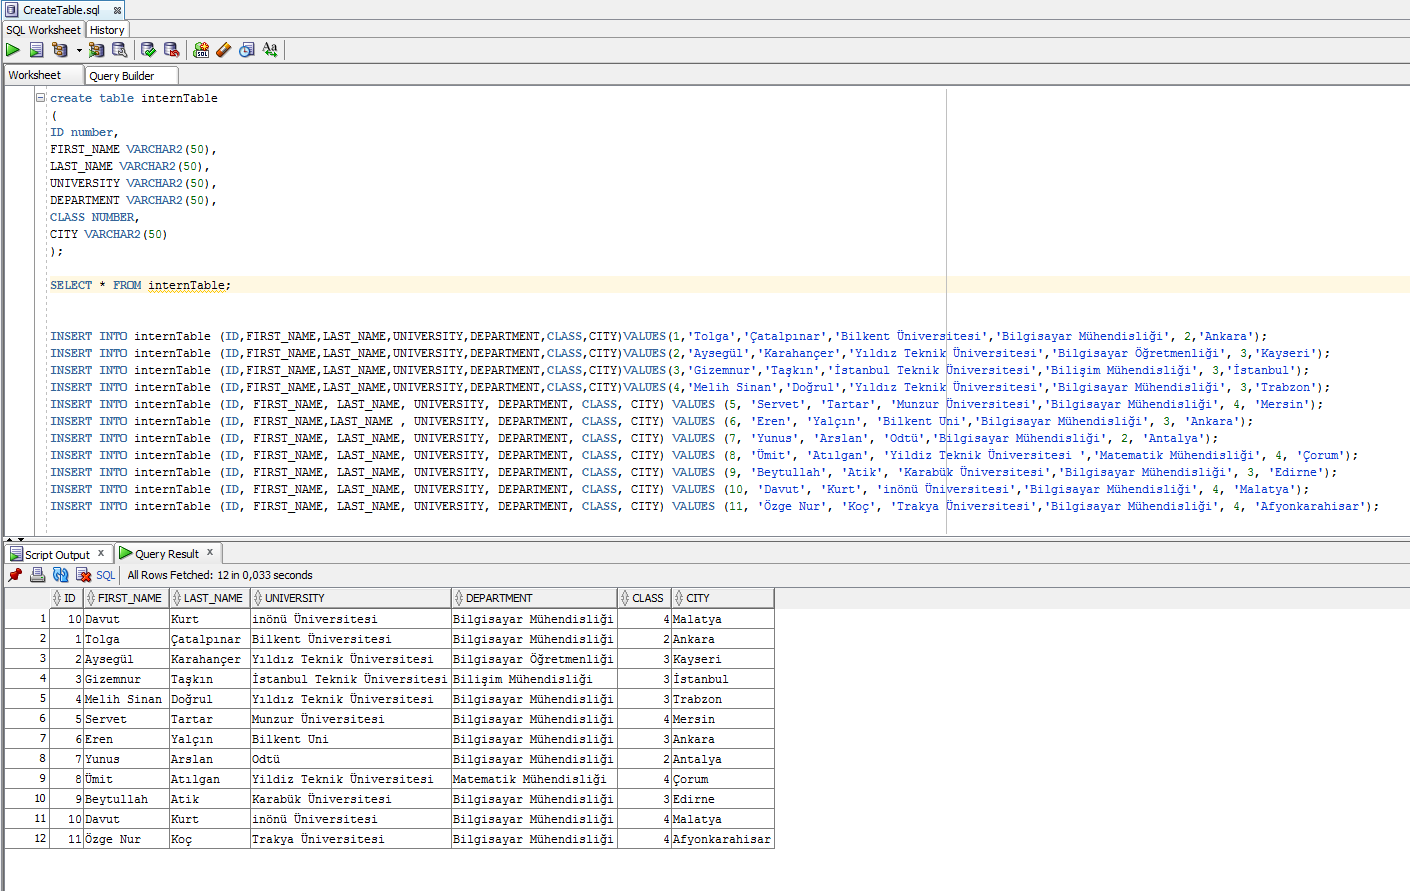 CreateTable.sql
SQL Worksheet History
Worksheet Query Builder
create table internTable
(
ID number,
FIRST_NAME VARCHAR2(50),
LAST_NAME VARCHAR2(50),
UNIVERSITY VARCHAR2(50),
DEPARTMENT VARCHAR2(50),
CLASS NUMBER,
CITY VARCHAR2(50)
);
SELECT * FROM internTable;
INSERT INTO internTable (ID,FIRST_NAME,LAST_NAME,UNIVERSITY,DEPARTMENT,CLASS,CITY)VALUES(1,'Tolga','Çatalpınar','Bilkent Üniversitesi','Bilgisayar Mühendisliği', 2,'Ankara');
INSERT INTO internTable (ID,FIRST_NAME,LAST_NAME,UNIVERSITY,DEPARTMENT,CLASS,CITY)VALUES(2,'Aysegül','Karahançer','Yıldız Teknik Üniversitesi','Bilgisayar Öğretmenliği', 3,'Kayseri');
INSERT INTO internTable (ID,FIRST_NAME,LAST_NAME,UNIVERSITY,DEPARTMENT,CLASS,CITY)VALUES(3,'Gizemnur','Taşkın','İstanbul Teknik Üniversitesi','Bilişim Mühendisliği', 3,'İstanbul');
INSERT INTO internTable (ID,FIRST_NAME,LAST_NAME,UNIVERSITY,DEPARTMENT,CLASS,CITY)VALUES(4,'Melih Sinan','Doğrul','Yıldız Teknik Üniversitesi','Bilgisayar Mühendisliği', 3,'Trabzon');
INSERT INTO internTable (ID, FIRST_NAME, LAST_NAME, UNIVERSITY, DEPARTMENT, CLASS, CITY) VALUES (5, 'Servet', 'Tartar', 'Munzur Üniversitesi','Bilgisayar Mühendisliği', 4, 'Mersin');
INSERT INTO internTable (ID, FIRST_NAME,LAST_NAME , UNIVERSITY, DEPARTMENT, CLASS, CITY) VALUES (6, 'Eren', 'Yalçın', 'Bilkent Uni','Bilgisayar Mühendisliği', 3, 'Ankara');
INSERT INTO internTable (ID, FIRST_NAME, LAST_NAME, UNIVERSITY, DEPARTMENT, CLASS, CITY) VALUES (7, 'Yunus', 'Arslan', 'Odtü','Bilgisayar Mühendisliği', 2, 'Antalya');
INSERT INTO internTable (ID, FIRST_NAME, LAST_NAME, UNIVERSITY, DEPARTMENT, CLASS, CITY) VALUES (8, 'Ümit', 'Atılgan', 'Yildiz Teknik Üniversitesi ','Matematik Mühendisliği', 4, 'Çorum');
INSERT INTO internTable (ID, FIRST_NAME, LAST_NAME, UNIVERSITY, DEPARTMENT, CLASS, CITY) VALUES (9, 'Beytullah', 'Atik', 'Karabük Üniversitesi','Bilgisayar Mühendisliği', 3, 'Edirne');
INSERT INTO internTable (ID, FIRST_NAME, LAST_NAME, UNIVERSITY, DEPARTMENT, CLASS, CITY) VALUES (10, 'Davut', 'Kurt', 'inönü Üniversitesi','Bilgisayar Mühendisliği', 4, 'Malatya');
INSERT INTO internTable (ID, FIRST_NAME, LAST_NAME, UNIVERSITY, DEPARTMENT, CLASS, CITY) VALUES (11, 'Özge Nur', 'Koç', 'Trakya Üniversitesi','Bilgisayar Mühendisliği', 4, 'Afyonkarahisar');
Script Output x Query Result x
SQL All Rows Fetched: 12 in 0,033 seconds
ID FIRST_NAME LAST_NAME UNIVERSITY DEPARTMENT CLASS CITY
1 10 Davut Kurt inönü Üniversitesi Bilgisayar Mühendisliği 4 Malatya
2 1 Tolga Çatalpınar Bilkent Üniversitesi Bilgisayar Mühendisliği 2 Ankara
3 2 Aysegül Karahançer Yıldız Teknik Üniversitesi Bilgisayar Öğretmenliği 3 Kayseri
4 3 Gizemnur Taşkın İstanbul Teknik Üniversitesi Bilişim Mühendisliği 3 İstanbul
5 4 Melih Sinan Doğrul Yıldız Teknik Üniversitesi Bilgisayar Mühendisliği 3 Trabzon
6 5 Servet Tartar Munzur Üniversitesi Bilgisayar Mühendisliği 4 Mersin
7 6 Eren Yalçın Bilkent Uni Bilgisayar Mühendisliği 3 Ankara
8 7 Yunus Arslan Odtü Bilgisayar Mühendisliği 2 Antalya
9 8 Ümit Atılgan Yildiz Teknik Üniversitesi Matematik Mühendisliği 4 Çorum
10 9 Beytullah Atik Karabük Üniversitesi Bilgisayar Mühendisliği 3 Edirne
11 10 Davut Kurt inönü Üniversitesi Bilgisayar Mühendisliği 4 Malatya
12 11 Özge Nur Koç Trakya Üniversitesi Bilgisayar Mühendisliği 4 Afyonkarahisar